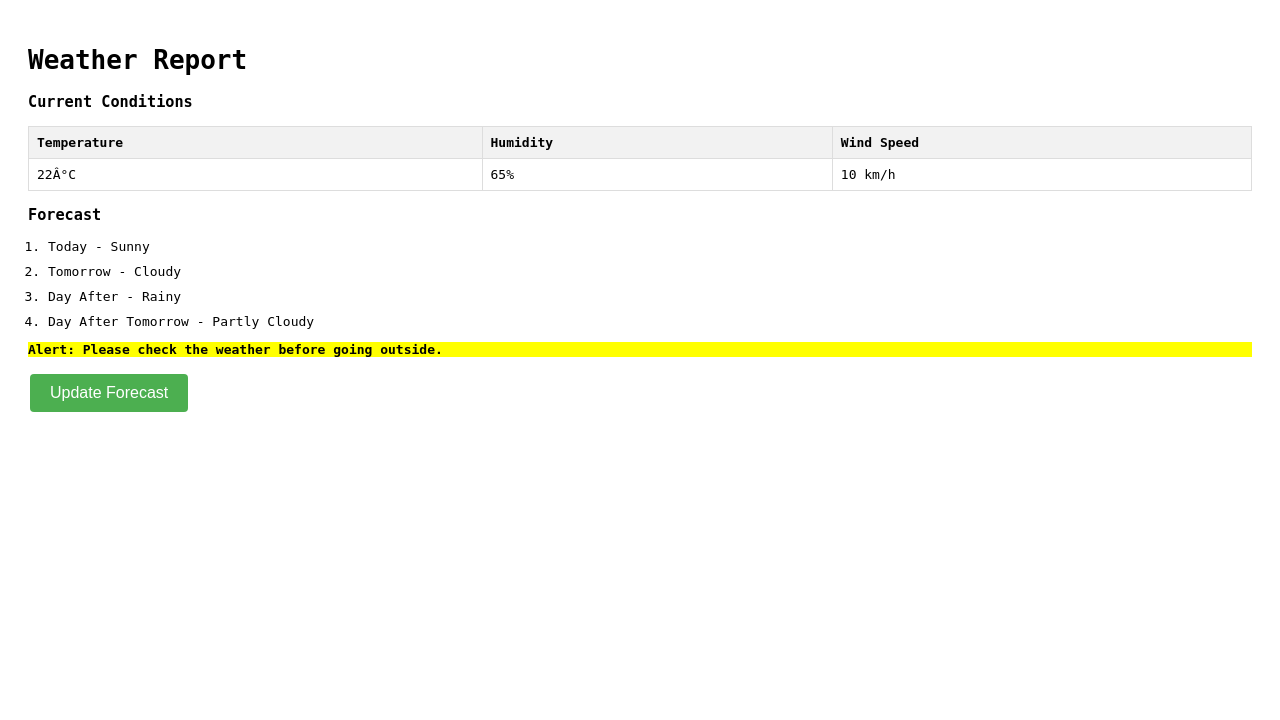 Weather Report
Current Conditions
Temperature Humidity Wind Speed
22Â°C 65% 10 km/h
Forecast
1. Today - Sunny
2. Tomorrow - Cloudy
3. Day After - Rainy
4. Day After Tomorrow - Partly Cloudy
Alert: Please check the weather before going outside.
Update Forecast